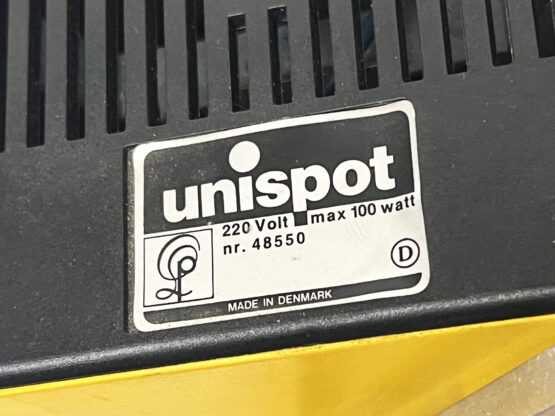 unispot
220 Volt max 100 watt
nr. 48550
D
MADE IN DENMARK